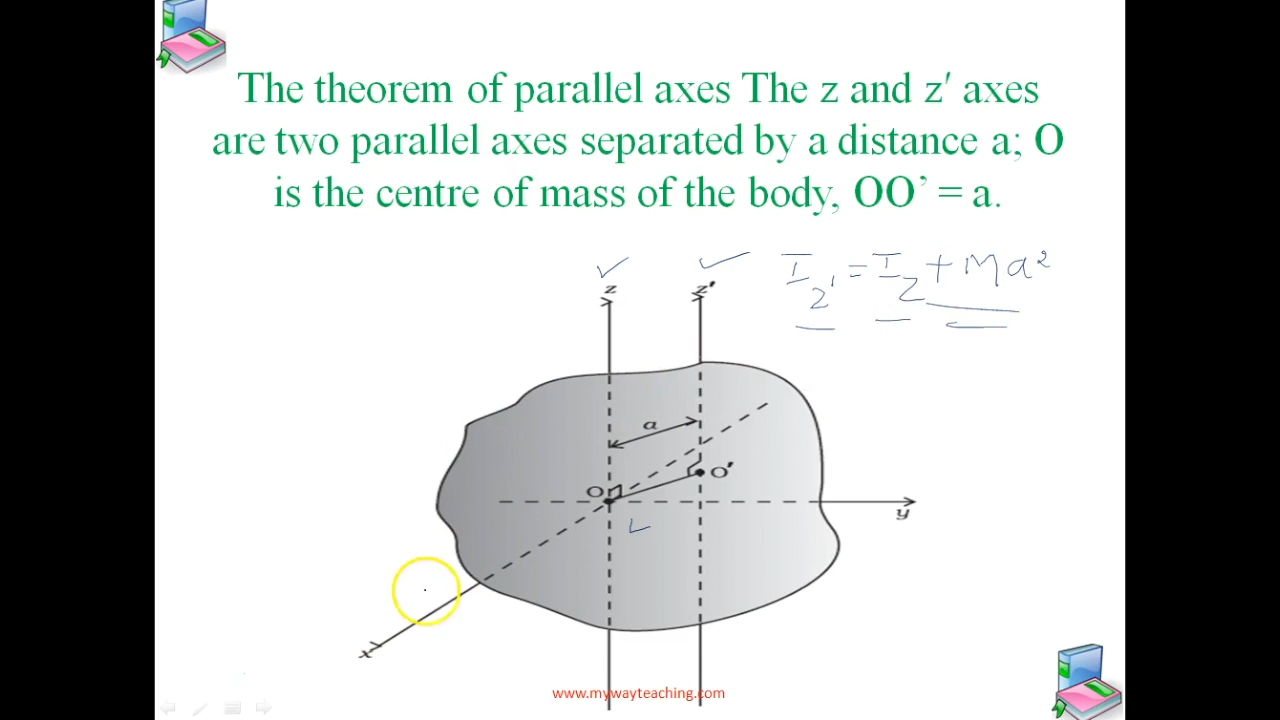 The theorem of parallel axes The z and z′ axes
are two parallel axes separated by a distance a; O
is the centre of mass of the body, OO’ = a.
I_z' = I_z + Ma²
z
z'
a
O
O'
y
x
www.mywayteaching.com